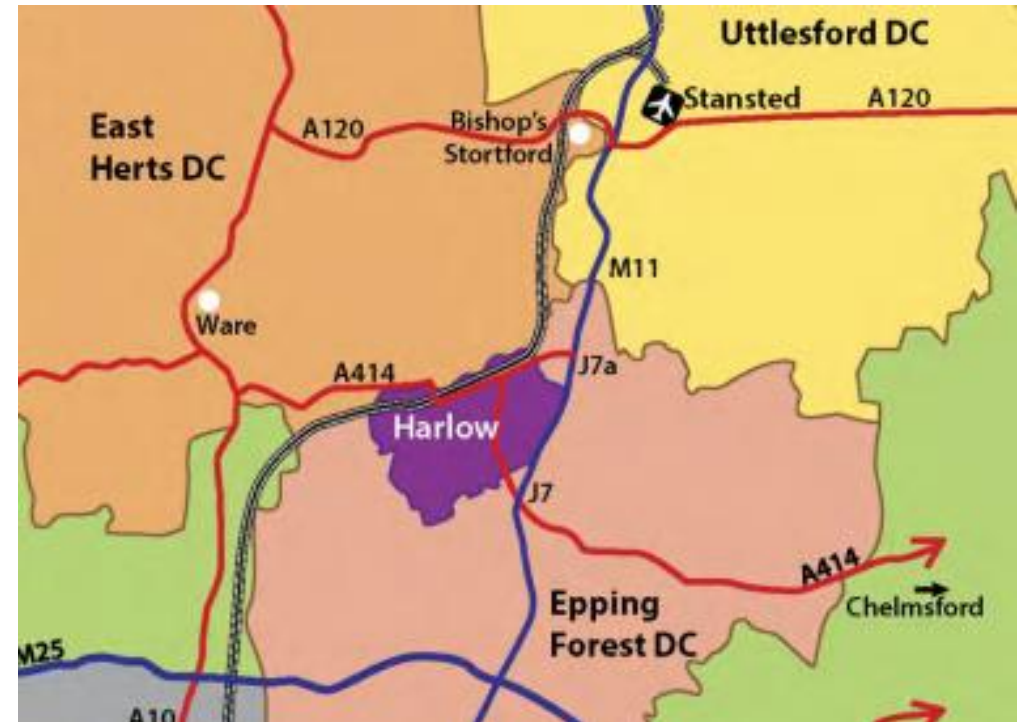 Uttlesford DC
Stansted
A120
East
Herts DC
A120
Bishop's
Stortford
M11
Ware
A414
J7a
Harlow
J7
A414
Chelmsford
Epping
Forest DC
M25
A10